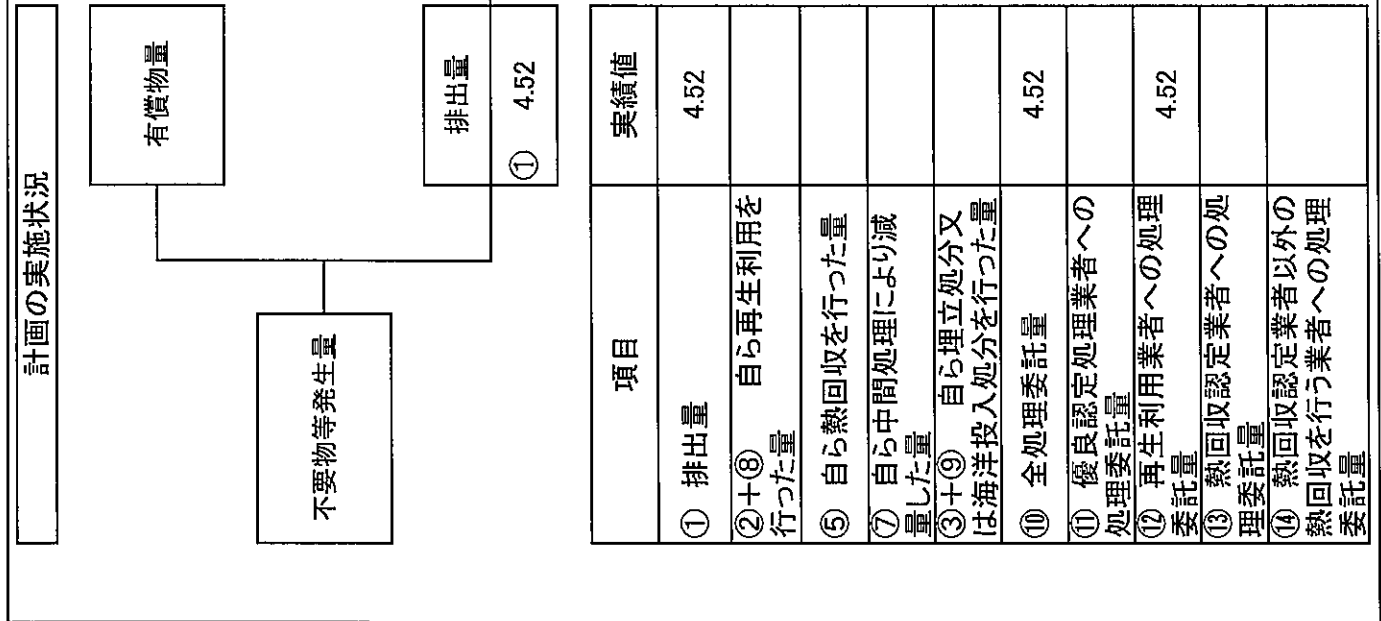 計画の実施状況
有償物量
不要物等発生量
排出量
① 4.52
項目 実績値
① 排出量 4.52
②+⑧ 自ら再生利用を
行った量
⑤ 自ら熱回収を行った量
⑦ 自ら中間処理により減
量した量
③+⑨ 自ら埋立処分又
は海洋投入処分を行った量
⑩ 全処理委託量 4.52
⑪ 優良認定処理業者への
処理委託量
⑫ 再生利用業者への処理
委託量 4.52
⑬ 熱回収認定業者への処
理委託量
⑭ 熱回収認定業者以外の
熱回収を行う業者への処理
委託量